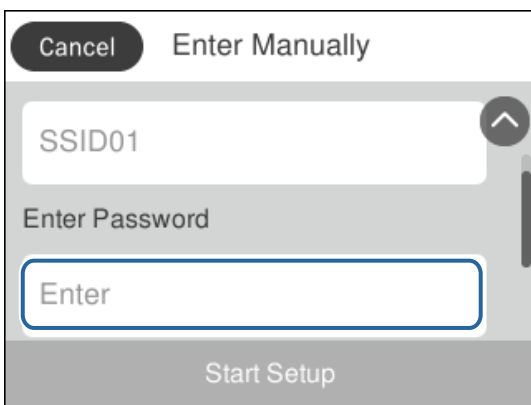 Cancel Enter Manually
SSID01
Enter Password
Enter
Start Setup